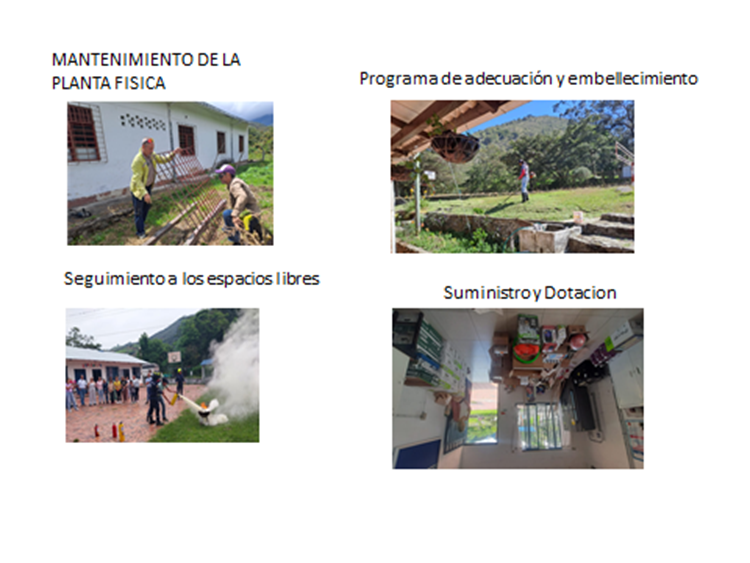 MANTENIMIENTO DE LA
PLANTA FISICA
Programa de adecuación y embellecimiento
Seguimiento a los espacios libres
Suministro y Dotacion